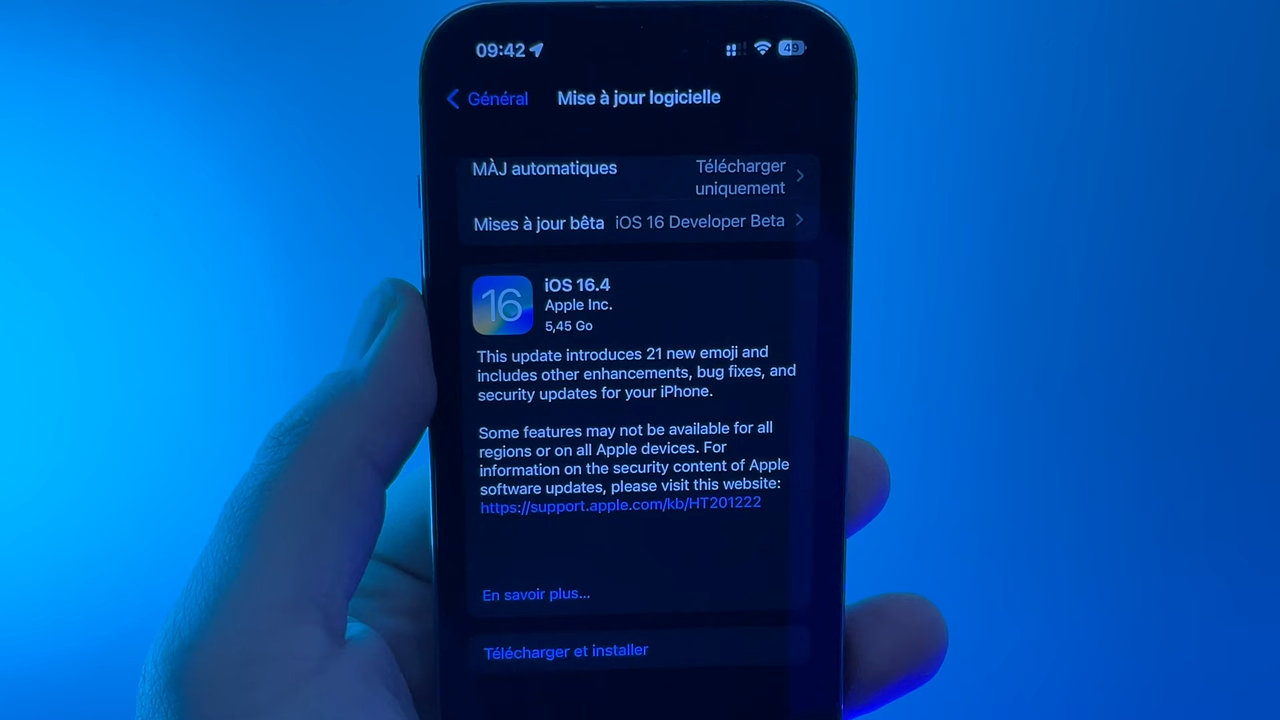 09:42
49
Général
Mise à jour logicielle
MÀJ automatiques
Télécharger
uniquement
Mises à jour bêta iOS 16 Developer Beta
16
iOS 16.4
Apple Inc.
5,45 Go
This update introduces 21 new emoji and
includes other enhancements, bug fixes, and
security updates for your iPhone.
Some features may not be available for all
regions or on all Apple devices. For
information on the security content of Apple
software updates, please visit this website:
https://support.apple.com/kb/HT201222
En savoir plus...
Télécharger et installer